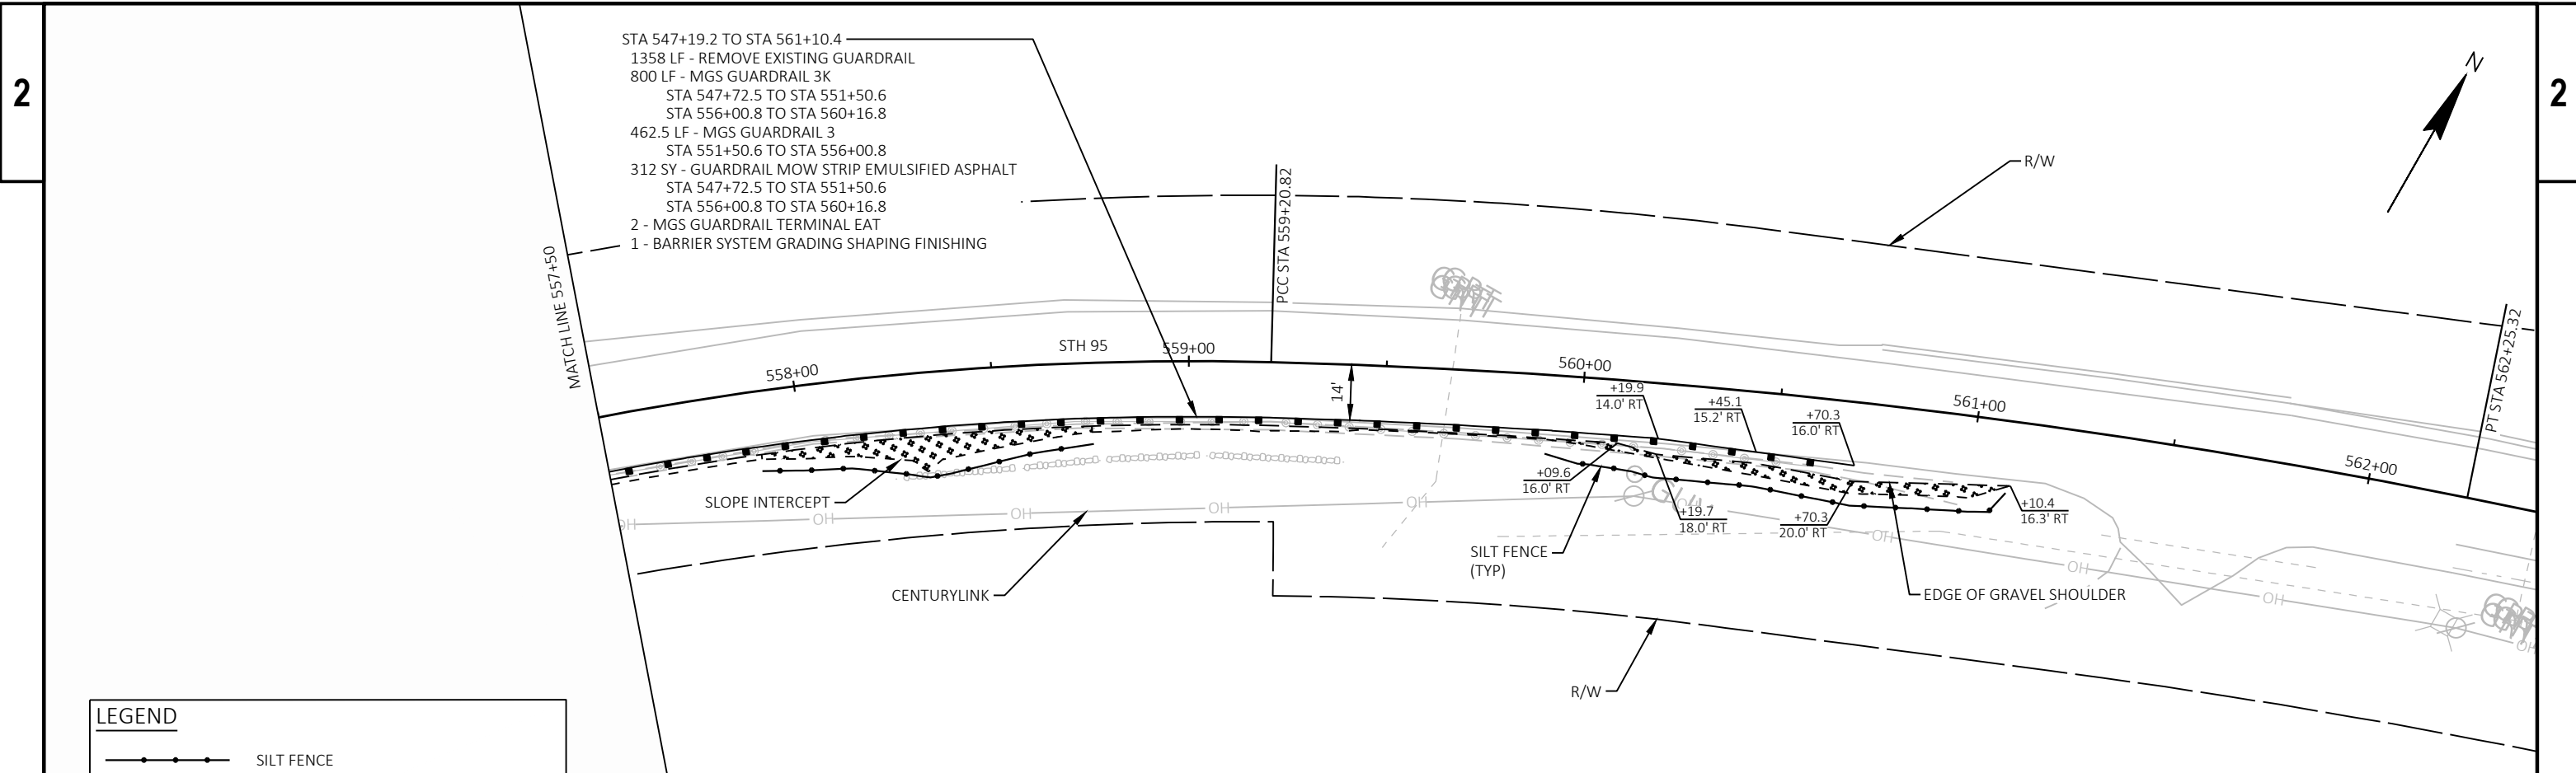 2
2
STA 547+19.2 TO STA 561+10.4
1358 LF - REMOVE EXISTING GUARDRAIL
800 LF - MGS GUARDRAIL 3K
STA 547+72.5 TO STA 551+50.6
STA 556+00.8 TO STA 560+16.8
462.5 LF - MGS GUARDRAIL 3
STA 551+50.6 TO STA 556+00.8
312 SY - GUARDRAIL MOW STRIP EMULSIFIED ASPHALT
STA 547+72.5 TO STA 551+50.6
STA 556+00.8 TO STA 560+16.8
2 - MGS GUARDRAIL TERMINAL EAT
1 - BARRIER SYSTEM GRADING SHAPING FINISHING
N
R/W
MATCH LINE 557+50
PCC STA 559+20.82
PT STA 562+25.32
STH 95
558+00
559+00
560+00
561+00
562+00
14'
+19.9
14.0' RT
+45.1
15.2' RT
+70.3
16.0' RT
+09.6
16.0' RT
+19.7
18.0' RT
+70.3
20.0' RT
+10.4
16.3' RT
SLOPE INTERCEPT
OH
OH
OH
OH
OH
OH
OH
OH
OH
OH
CENTURYLINK
SILT FENCE
(TYP)
EDGE OF GRAVEL SHOULDER
R/W
LEGEND
SILT FENCE